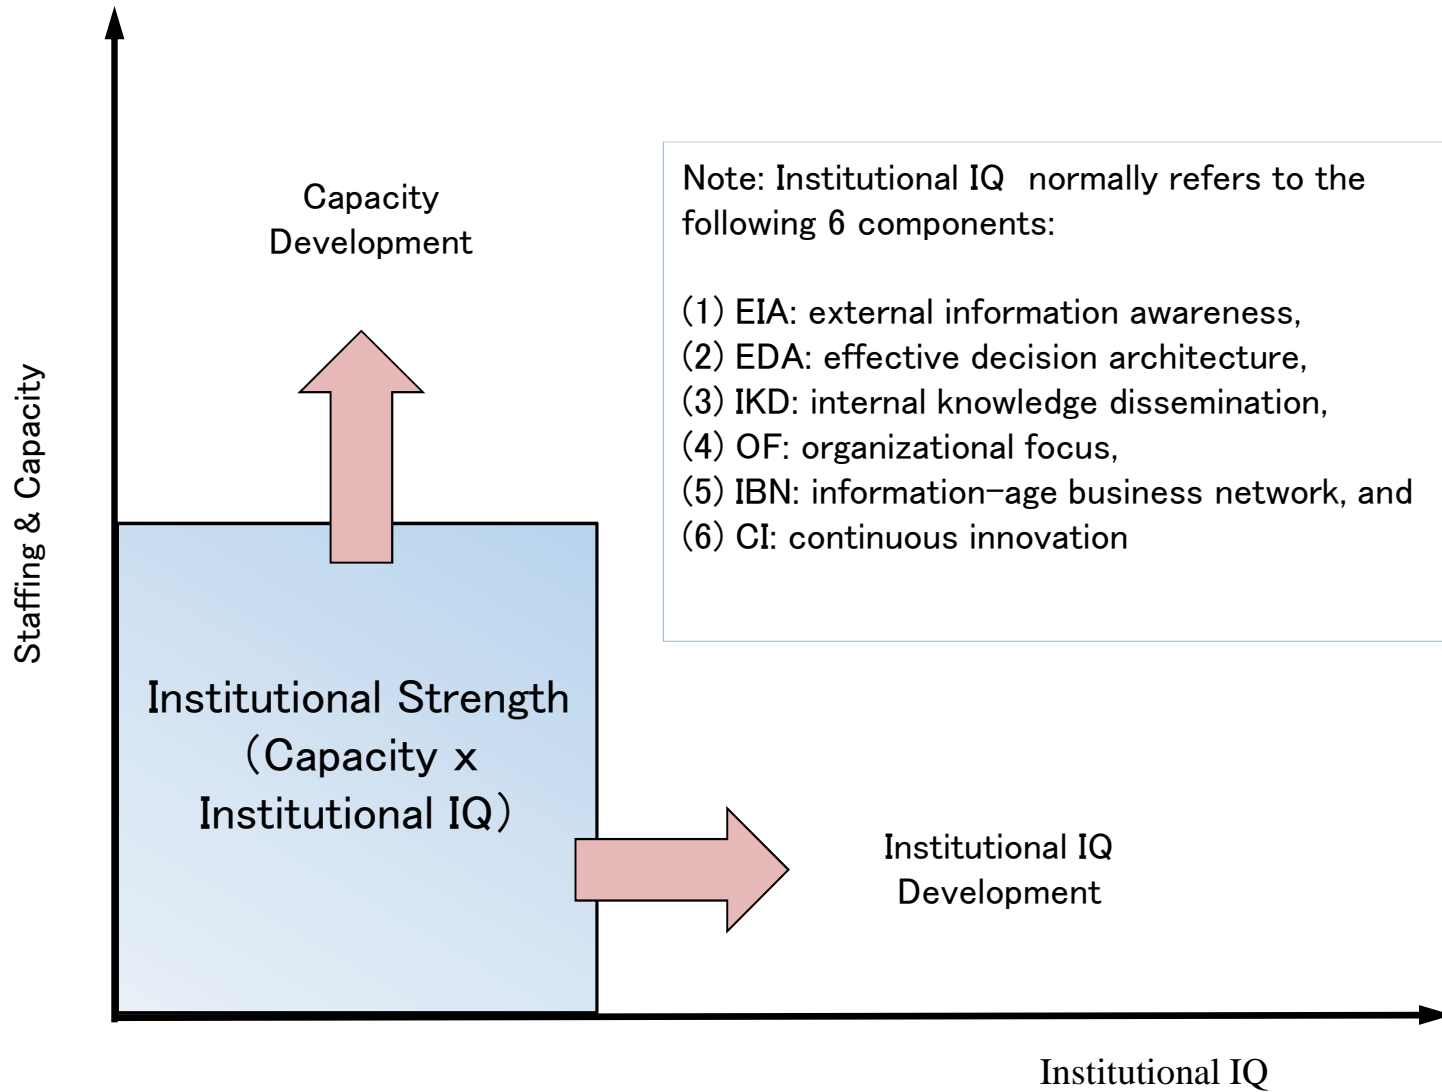 Capacity
Development
Note: Institutional IQ normally refers to the
following 6 components:
(1) EIA: external information awareness,
(2) EDA: effective decision architecture,
(3) IKD: internal knowledge dissemination,
(4) OF: organizational focus,
(5) IBN: information-age business network, and
(6) CI: continuous innovation
Staffing & Capacity
Institutional Strength
(Capacity x
Institutional IQ)
Institutional IQ
Development
Institutional IQ